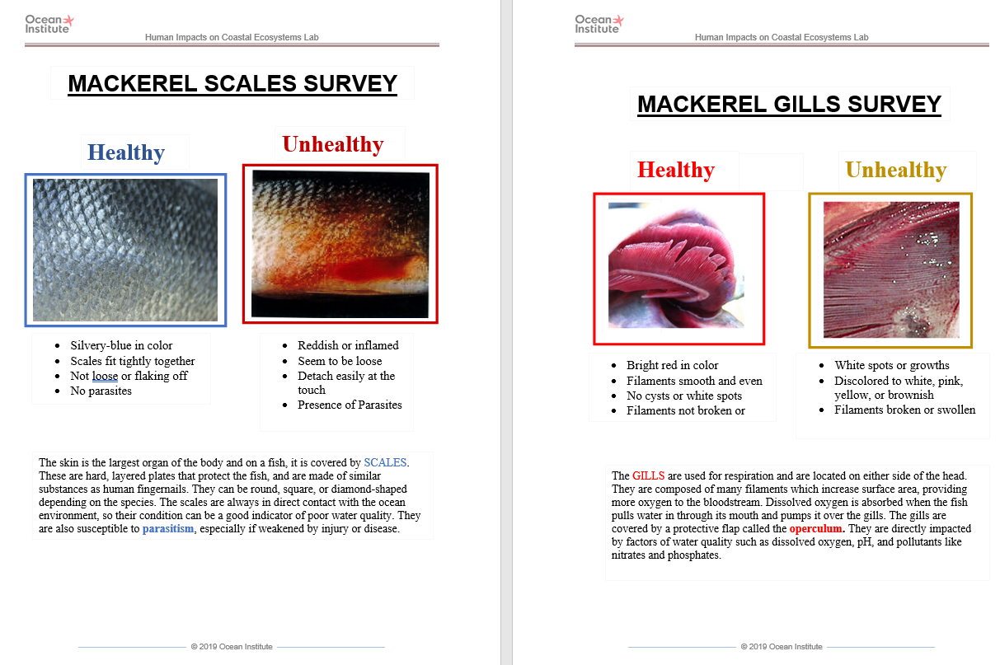 Ocean
Institute
Human Impacts on Coastal Ecosystems Lab
MACKEREL SCALES SURVEY
Healthy
Unhealthy
• Silvery-blue in color
• Scales fit tightly together
• Not loose or flaking off
• No parasites
• Reddish or inflamed
• Seem to be loose
• Detach easily at the
touch
• Presence of Parasites
The skin is the largest organ of the body and on a fish, it is covered by SCALES.
These are hard, layered plates that protect the fish, and are made of similar
substances as human fingernails. They can be round, square, or diamond-shaped
depending on the species. The scales are always in direct contact with the ocean
environment, so their condition can be a good indicator of poor water quality. They
are also susceptible to parasitism, especially if weakened by injury or disease.
© 2019 Ocean Institute
Ocean
Institute
Human Impacts on Coastal Ecosystems Lab
MACKEREL GILLS SURVEY
Healthy
Unhealthy
• Bright red in color
• Filaments smooth and even
• No cysts or white spots
• Filaments not broken or
• White spots or growths
• Discolored to white, pink,
yellow, or brownish
• Filaments broken or swollen
The GILLS are used for respiration and are located on either side of the head.
They are composed of many filaments which increase surface area, providing
more oxygen to the bloodstream. Dissolved oxygen is absorbed when the fish
pulls water in through its mouth and pumps it over the gills. The gills are
covered by a protective flap called the operculum. They are directly impacted
by factors of water quality such as dissolved oxygen, pH, and pollutants like
nitrates and phosphates.
© 2019 Ocean Institute